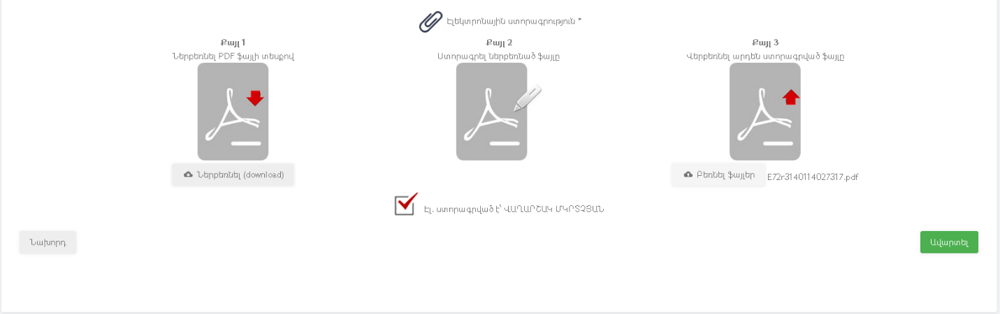 Էլեկտրոնային ստորագրություն *
Քայլ 1
Ներբեռնել PDF ֆայլի տեսքով
Ներբեռնել (download)
Քայլ 2
Ստորագրել ներբեռնած ֆայլը
Քայլ 3
Վերբեռնել արդեն ստորագրված ֆայլը
Բեռնել ֆայլեր
E72r3140114027317.pdf
Էլ. ստորագրված է՝ ՎԱՂԱՐՇԱԿ ՄԿՐՏՉՅԱՆ
Նախորդ
Ավարտել